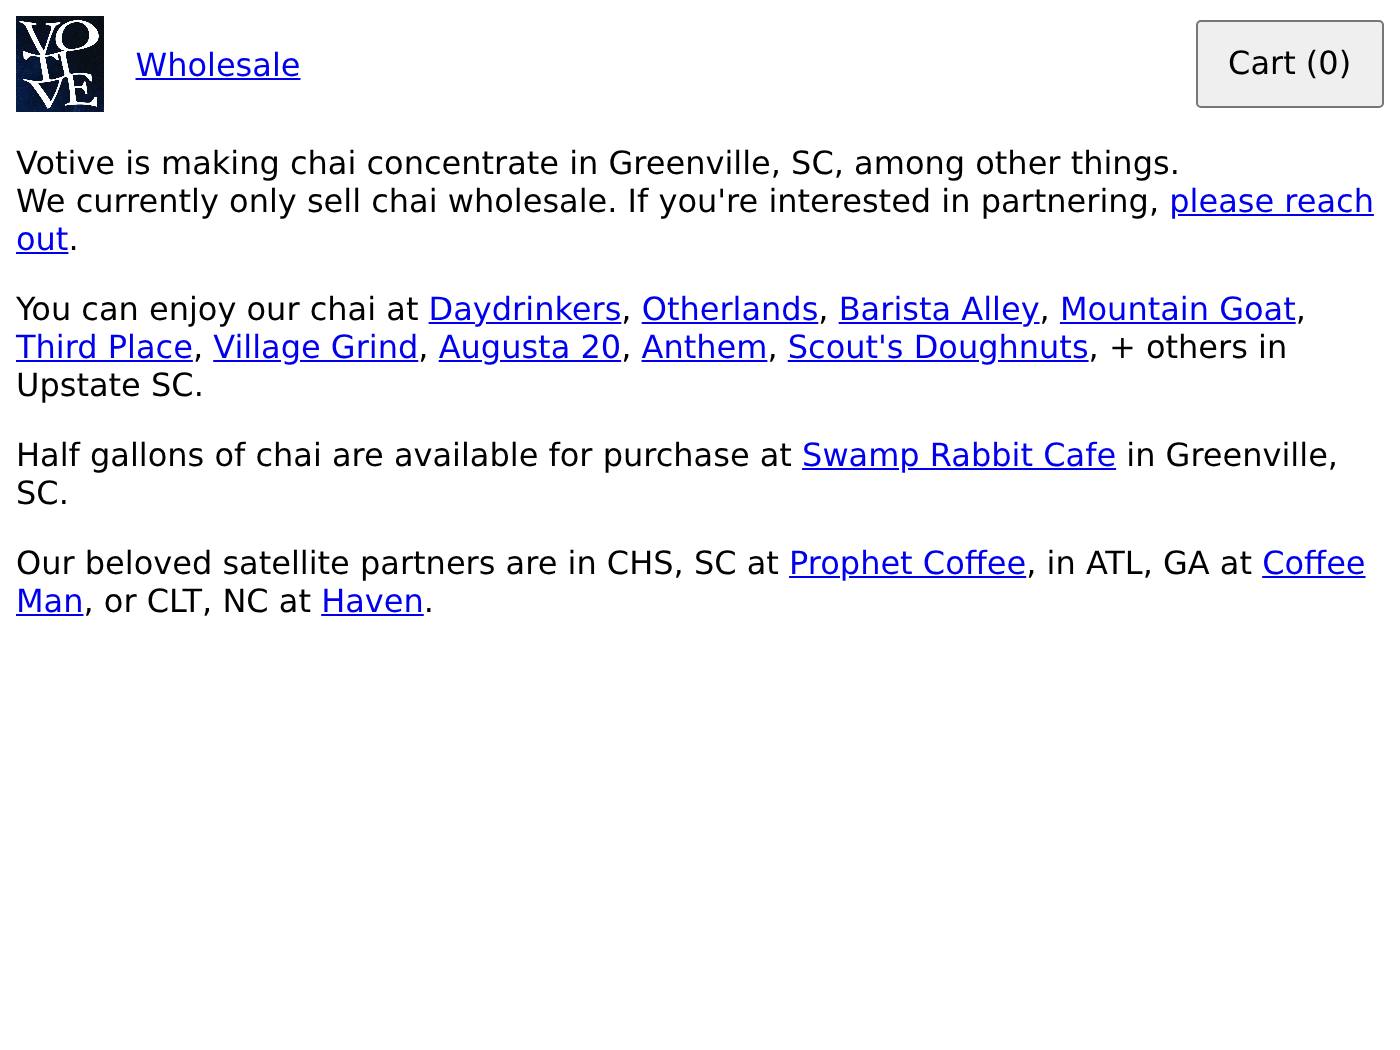 VO
TI
VE
Wholesale
Cart (0)
Votive is making chai concentrate in Greenville, SC, among other things.
We currently only sell chai wholesale. If you're interested in partnering, please reach
out.
You can enjoy our chai at Daydrinkers, Otherlands, Barista Alley, Mountain Goat,
Third Place, Village Grind, Augusta 20, Anthem, Scout's Doughnuts, + others in
Upstate SC.
Half gallons of chai are available for purchase at Swamp Rabbit Cafe in Greenville,
SC.
Our beloved satellite partners are in CHS, SC at Prophet Coffee, in ATL, GA at Coffee
Man, or CLT, NC at Haven.